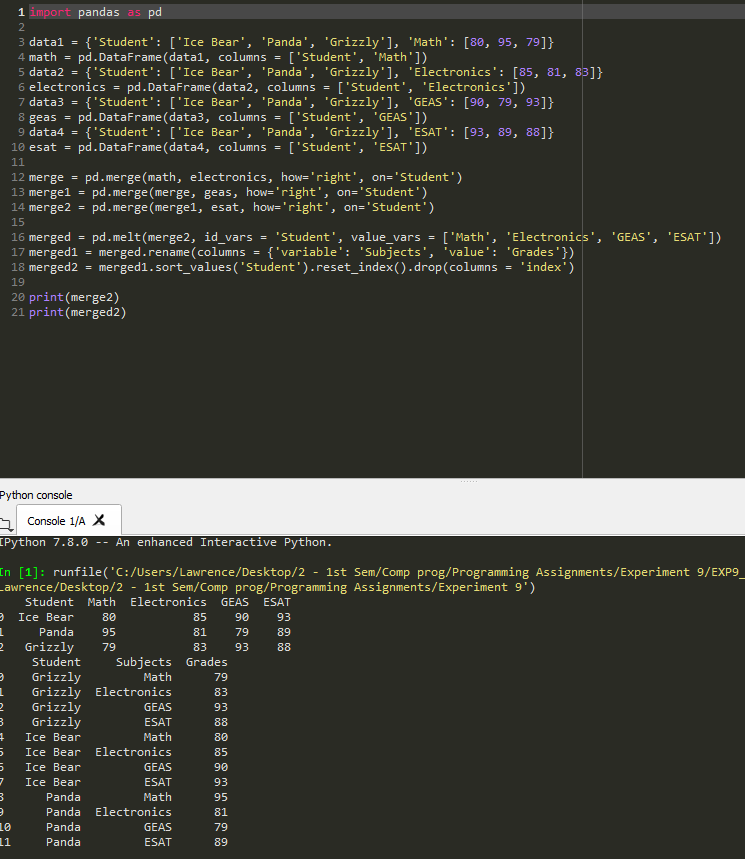 1 import pandas as pd
2
3 data1 = {'Student': ['Ice Bear', 'Panda', 'Grizzly'], 'Math': [80, 95, 79]}
4 math = pd.DataFrame(data1, columns = ['Student', 'Math'])
5 data2 = {'Student': ['Ice Bear', 'Panda', 'Grizzly'], 'Electronics': [85, 81, 83]}
6 electronics = pd.DataFrame(data2, columns = ['Student', 'Electronics'])
7 data3 = {'Student': ['Ice Bear', 'Panda', 'Grizzly'], 'GEAS': [90, 79, 93]}
8 geas = pd.DataFrame(data3, columns = ['Student', 'GEAS'])
9 data4 = {'Student': ['Ice Bear', 'Panda', 'Grizzly'], 'ESAT': [93, 89, 88]}
10 esat = pd.DataFrame(data4, columns = ['Student', 'ESAT'])
11
12 merge = pd.merge(math, electronics, how='right', on='Student')
13 merge1 = pd.merge(merge, geas, how='right', on='Student')
14 merge2 = pd.merge(merge1, esat, how='right', on='Student')
15
16 merged = pd.melt(merge2, id_vars = 'Student', value_vars = ['Math', 'Electronics', 'GEAS', 'ESAT'])
17 merged1 = merged.rename(columns = {'variable': 'Subjects', 'value': 'Grades'})
18 merged2 = merged1.sort_values('Student').reset_index().drop(columns = 'index')
19
20 print(merge2)
21 print(merged2)
Python console
Console 1/A
IPython 7.8.0 -- An enhanced Interactive Python.
In [1]: runfile('C:/Users/Lawrence/Desktop/2 - 1st Sem/Comp prog/Programming Assignments/Experiment 9/EXP9_
Lawrence/Desktop/2 - 1st Sem/Comp prog/Programming Assignments/Experiment 9')
Student Math Electronics GEAS ESAT
0 Ice Bear 80 85 90 93
1 Panda 95 81 79 89
2 Grizzly 79 83 93 88
Student Subjects Grades
0 Grizzly Math 79
1 Grizzly Electronics 83
2 Grizzly GEAS 93
3 Grizzly ESAT 88
4 Ice Bear Math 80
5 Ice Bear Electronics 85
6 Ice Bear GEAS 90
7 Ice Bear ESAT 93
8 Panda Math 95
9 Panda Electronics 81
10 Panda GEAS 79
11 Panda ESAT 89